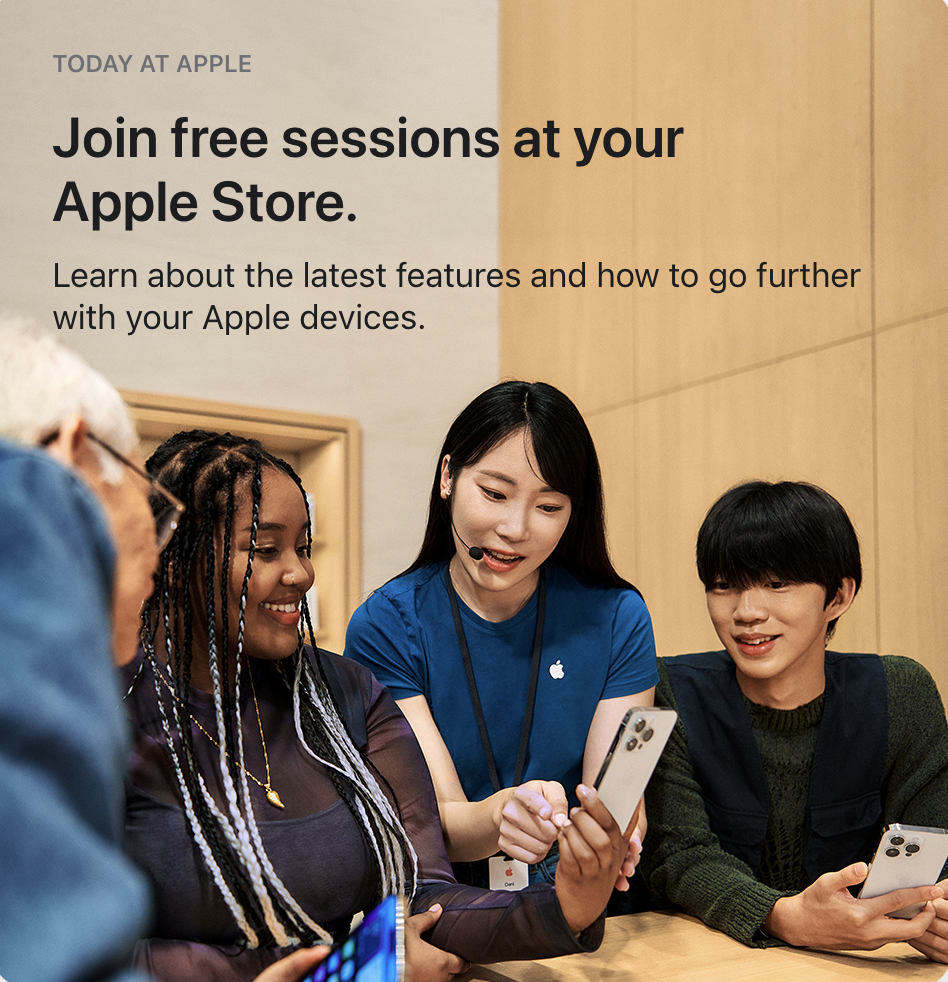 TODAY AT APPLE
Join free sessions at your
Apple Store.
Learn about the latest features and how to go further
with your Apple devices.
Dani